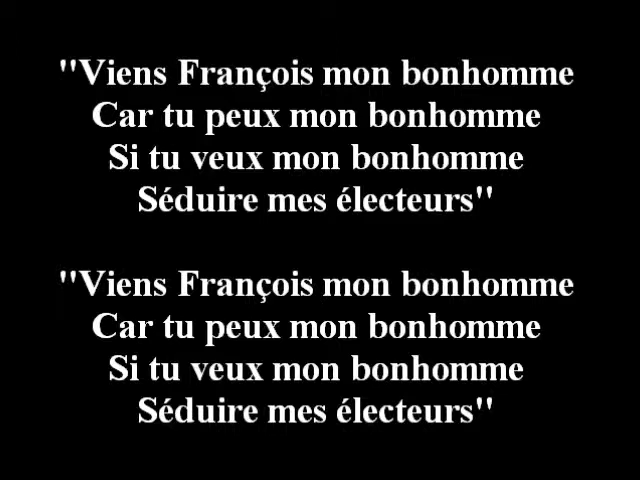 "Viens François mon bonhomme
Car tu peux mon bonhomme
Si tu veux mon bonhomme
Séduire mes électeurs"
"Viens François mon bonhomme
Car tu peux mon bonhomme
Si tu veux mon bonhomme
Séduire mes électeurs"